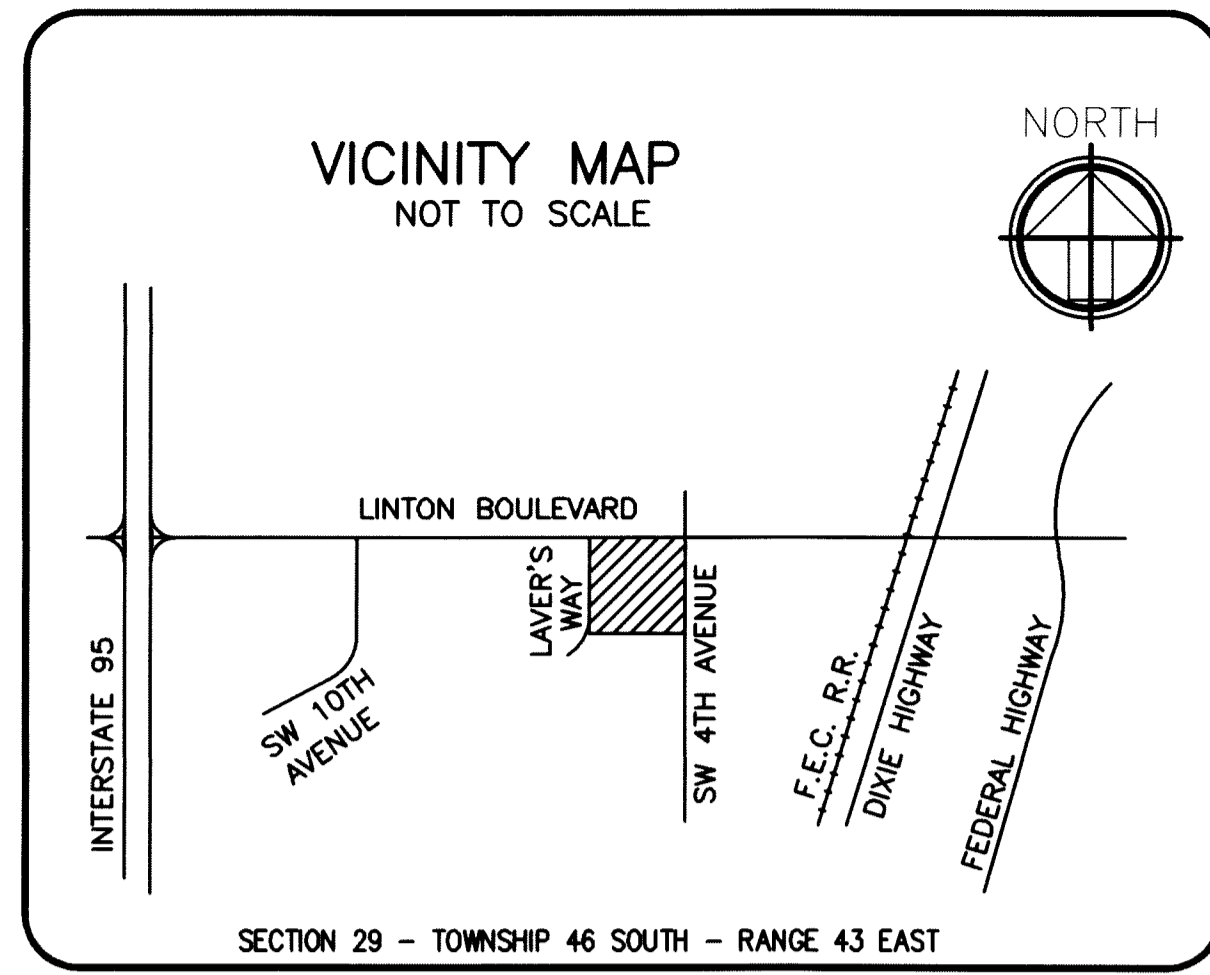 NORTH
VICINITY MAP
NOT TO SCALE
LINTON BOULEVARD
LAVER'S
WAY
INTERSTATE 95
SW 10TH
AVENUE
SW 4TH AVENUE
F.E.C. R.R.
DIXIE HIGHWAY
FEDERAL HIGHWAY
SECTION 29 - TOWNSHIP 46 SOUTH - RANGE 43 EAST